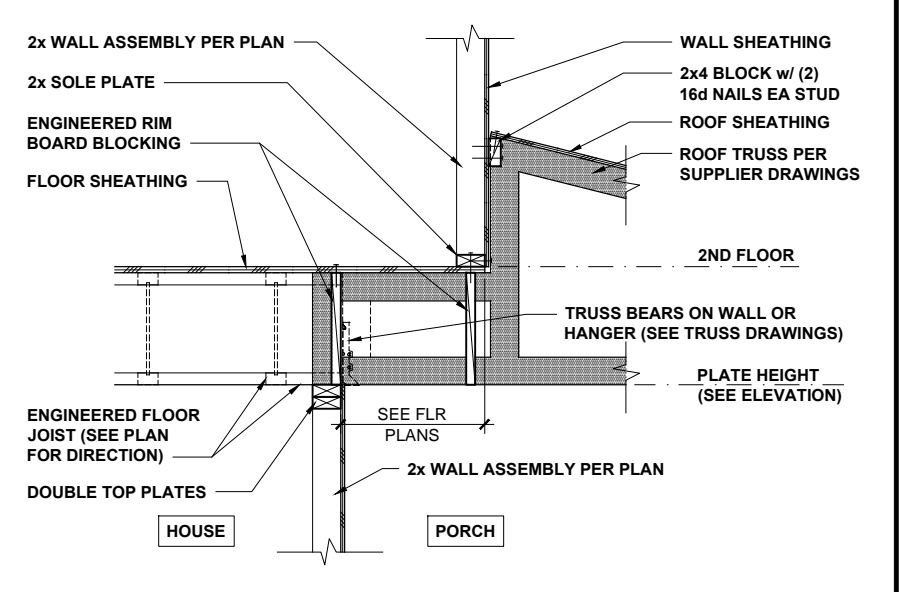 2x WALL ASSEMBLY PER PLAN
2x SOLE PLATE
ENGINEERED RIM
BOARD BLOCKING
FLOOR SHEATHING
WALL SHEATHING
2x4 BLOCK w/ (2)
16d NAILS EA STUD
ROOF SHEATHING
ROOF TRUSS PER
SUPPLIER DRAWINGS
2ND FLOOR
TRUSS BEARS ON WALL OR
HANGER (SEE TRUSS DRAWINGS)
PLATE HEIGHT
(SEE ELEVATION)
SEE FLR
PLANS
ENGINEERED FLOOR
JOIST (SEE PLAN
FOR DIRECTION)
DOUBLE TOP PLATES
2x WALL ASSEMBLY PER PLAN
HOUSE
PORCH